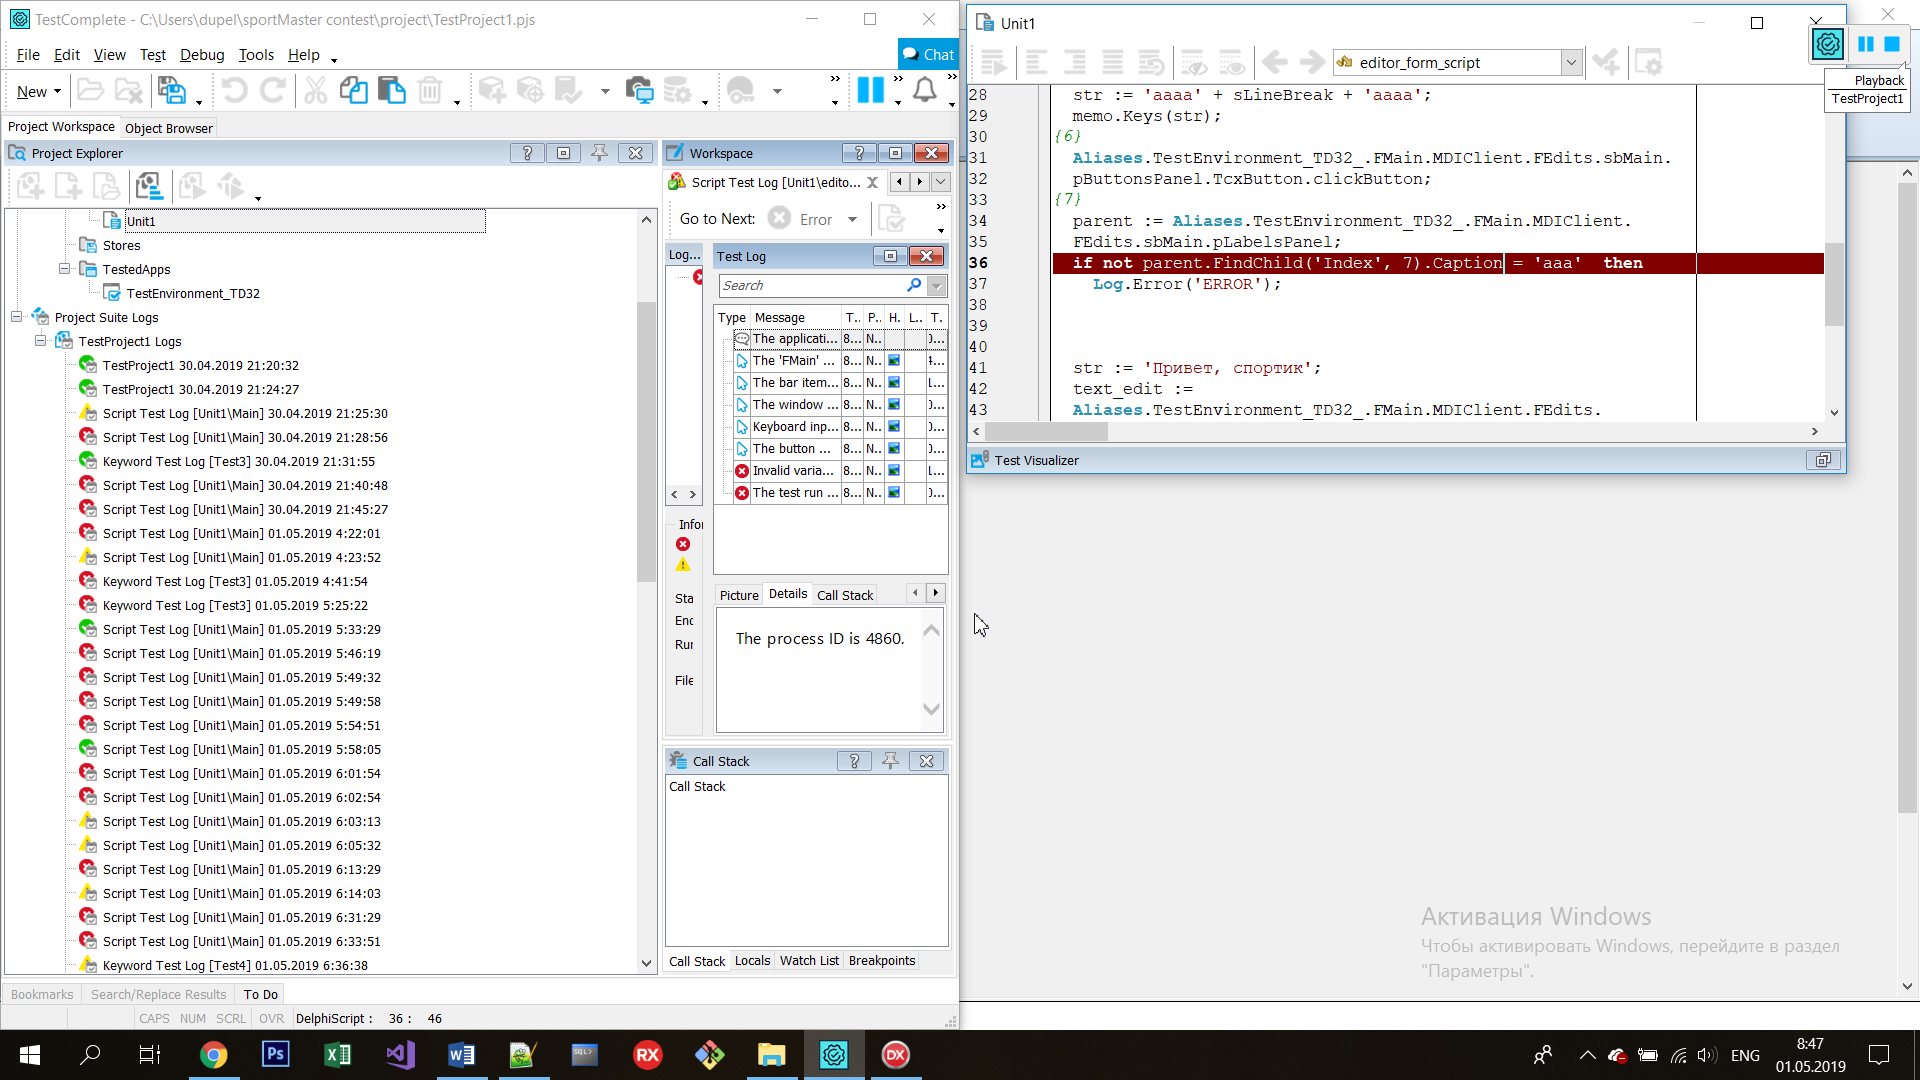 TestComplete - C:\Users\dupel\sportMaster contest\project\TestProject1.pjs
File Edit View Test Debug Tools Help
Chat
New
Project Workspace Object Browser
Project Explorer
Unit1
Stores
TestedApps
TestEnvironment_TD32
Project Suite Logs
TestProject1 Logs
TestProject1 30.04.2019 21:20:32
TestProject1 30.04.2019 21:24:27
Script Test Log [Unit1\Main] 30.04.2019 21:25:30
Script Test Log [Unit1\Main] 30.04.2019 21:28:56
Keyword Test Log [Test3] 30.04.2019 21:31:55
Script Test Log [Unit1\Main] 30.04.2019 21:40:48
Script Test Log [Unit1\Main] 30.04.2019 21:45:27
Script Test Log [Unit1\Main] 01.05.2019 4:22:01
Script Test Log [Unit1\Main] 01.05.2019 4:23:52
Keyword Test Log [Test3] 01.05.2019 4:41:54
Keyword Test Log [Test3] 01.05.2019 5:25:22
Script Test Log [Unit1\Main] 01.05.2019 5:33:29
Script Test Log [Unit1\Main] 01.05.2019 5:46:19
Script Test Log [Unit1\Main] 01.05.2019 5:49:32
Script Test Log [Unit1\Main] 01.05.2019 5:49:58
Script Test Log [Unit1\Main] 01.05.2019 5:54:51
Script Test Log [Unit1\Main] 01.05.2019 5:58:05
Script Test Log [Unit1\Main] 01.05.2019 6:01:54
Script Test Log [Unit1\Main] 01.05.2019 6:02:54
Script Test Log [Unit1\Main] 01.05.2019 6:03:13
Script Test Log [Unit1\Main] 01.05.2019 6:05:32
Script Test Log [Unit1\Main] 01.05.2019 6:13:29
Script Test Log [Unit1\Main] 01.05.2019 6:14:03
Script Test Log [Unit1\Main] 01.05.2019 6:31:29
Script Test Log [Unit1\Main] 01.05.2019 6:33:51
Keyword Test Log [Test4] 01.05.2019 6:36:38
Bookmarks Search/Replace Results To Do
CAPS NUM SCRL OVR DelphiScript : 36 : 46
Workspace
Script Test Log [Unit1\edito...
Go to Next: Error
Log...
Test Log
Search
Type Message T.. P.. H. L.. T.
The applicati... 8... N..
The 'FMain' ... 8... N..
The bar item... 8... N..
The window ... 8... N..
Keyboard inp... 8... N..
The button ... 8... N..
Invalid varia... 8... N..
The test run ... 8... N..
Infor
Sta
Enc
Rur
File
Picture Details Call Stack
The process ID is 4860.
Call Stack
Call Stack
Call Stack Locals Watch List Breakpoints
Unit1
editor_form_script
Playback
TestProject1
28 str := 'aaaa' + sLineBreak + 'aaaa';
29 memo.Keys(str);
30 {6}
31 Aliases.TestEnvironment_TD32_.FMain.MDIClient.FEdits.sbMain.
32 pButtonsPanel.TcxButton.clickButton;
33 {7}
34 parent := Aliases.TestEnvironment_TD32_.FMain.MDIClient.
35 FEdits.sbMain.pLabelsPanel;
36 if not parent.FindChild('Index', 7).Caption = 'aaa' then
37 Log.Error('ERROR');
38
39
40
41 str := 'Привет, спортик';
42 text_edit :=
43 Aliases.TestEnvironment_TD32_.FMain.MDIClient.FEdits.
Test Visualizer
Активация Windows
Чтобы активировать Windows, перейдите в раздел
"Параметры".
Ps
SQL>
RX
DX
ENG
8:47
01.05.2019